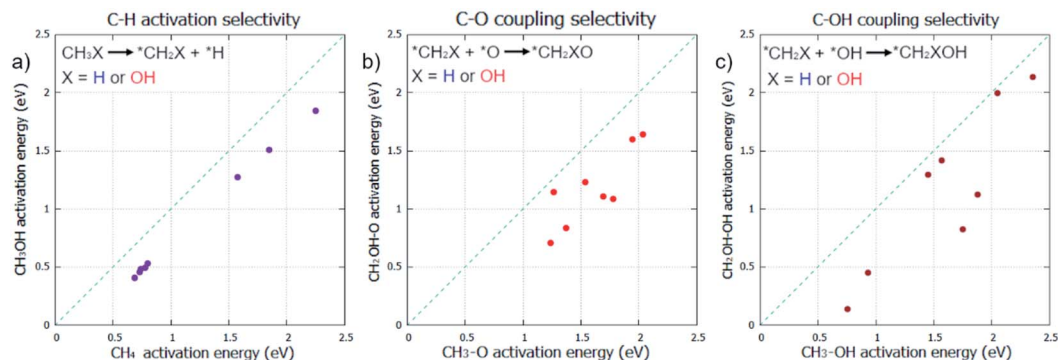 C-H activation selectivity
a)
CH₃X → *CH₂X + *H
X = H or OH
2.5
2
1.5
1
0.5
0
CH₃OH activation energy (eV)
0 0.5 1 1.5 2 2.5
CH₄ activation energy (eV)
C-O coupling selectivity
b)
*CH₂X + *O → *CH₂XO
X = H or OH
2.5
2
1.5
1
0.5
0
CH₂OH-O activation energy (eV)
0 0.5 1 1.5 2 2.5
CH₃-O activation energy (eV)
C-OH coupling selectivity
c)
*CH₂X + *OH → *CH₂XOH
X = H or OH
2.5
2
1.5
1
0.5
0
CH₂OH-OH activation energy (eV)
0 0.5 1 1.5 2 2.5
CH₃-OH activation energy (eV)